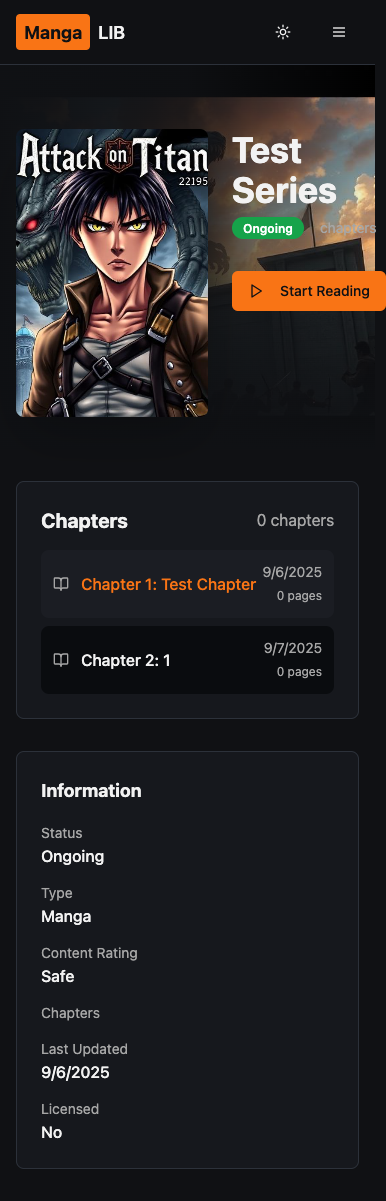 Manga LIB
Attack on Titan
22195
Test
Series
Ongoing
chapters
Start Reading
Chapters
0 chapters
Chapter 1: Test Chapter
9/6/2025
0 pages
Chapter 2: 1
9/7/2025
0 pages
Information
Status
Ongoing
Type
Manga
Content Rating
Safe
Chapters
Last Updated
9/6/2025
Licensed
No